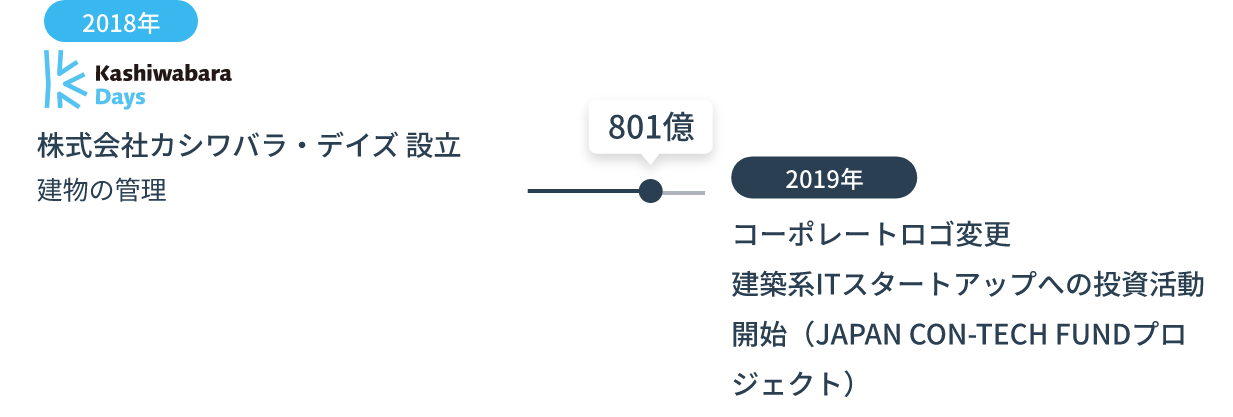 2018年
Kashiwabara
Days
株式会社カシワバラ・デイズ 設立
建物の管理
801億
2019年
コーポレートロゴ変更
建築系ITスタートアップへの投資活動
開始（JAPAN CON-TECH FUNDプロ
ジェクト）